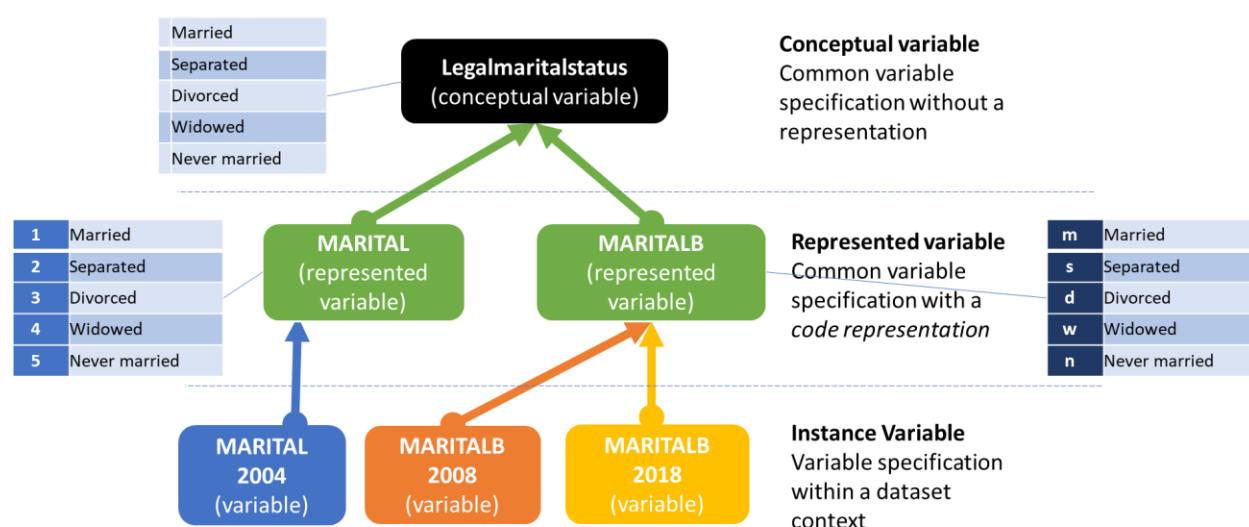 Married
Separated
Divorced
Widowed
Never married
Legalmaritalstatus
(conceptual variable)
Conceptual variable
Common variable
specification without a
representation
1 Married
2 Separated
3 Divorced
4 Widowed
5 Never married
MARITAL
(represented
variable)
MARITALB
(represented
variable)
Represented variable
Common variable
specification with a
code representation
m Married
s Separated
d Divorced
w Widowed
n Never married
MARITAL
2004
(variable)
MARITALB
2008
(variable)
MARITALB
2018
(variable)
Instance Variable
Variable specification
within a dataset
context